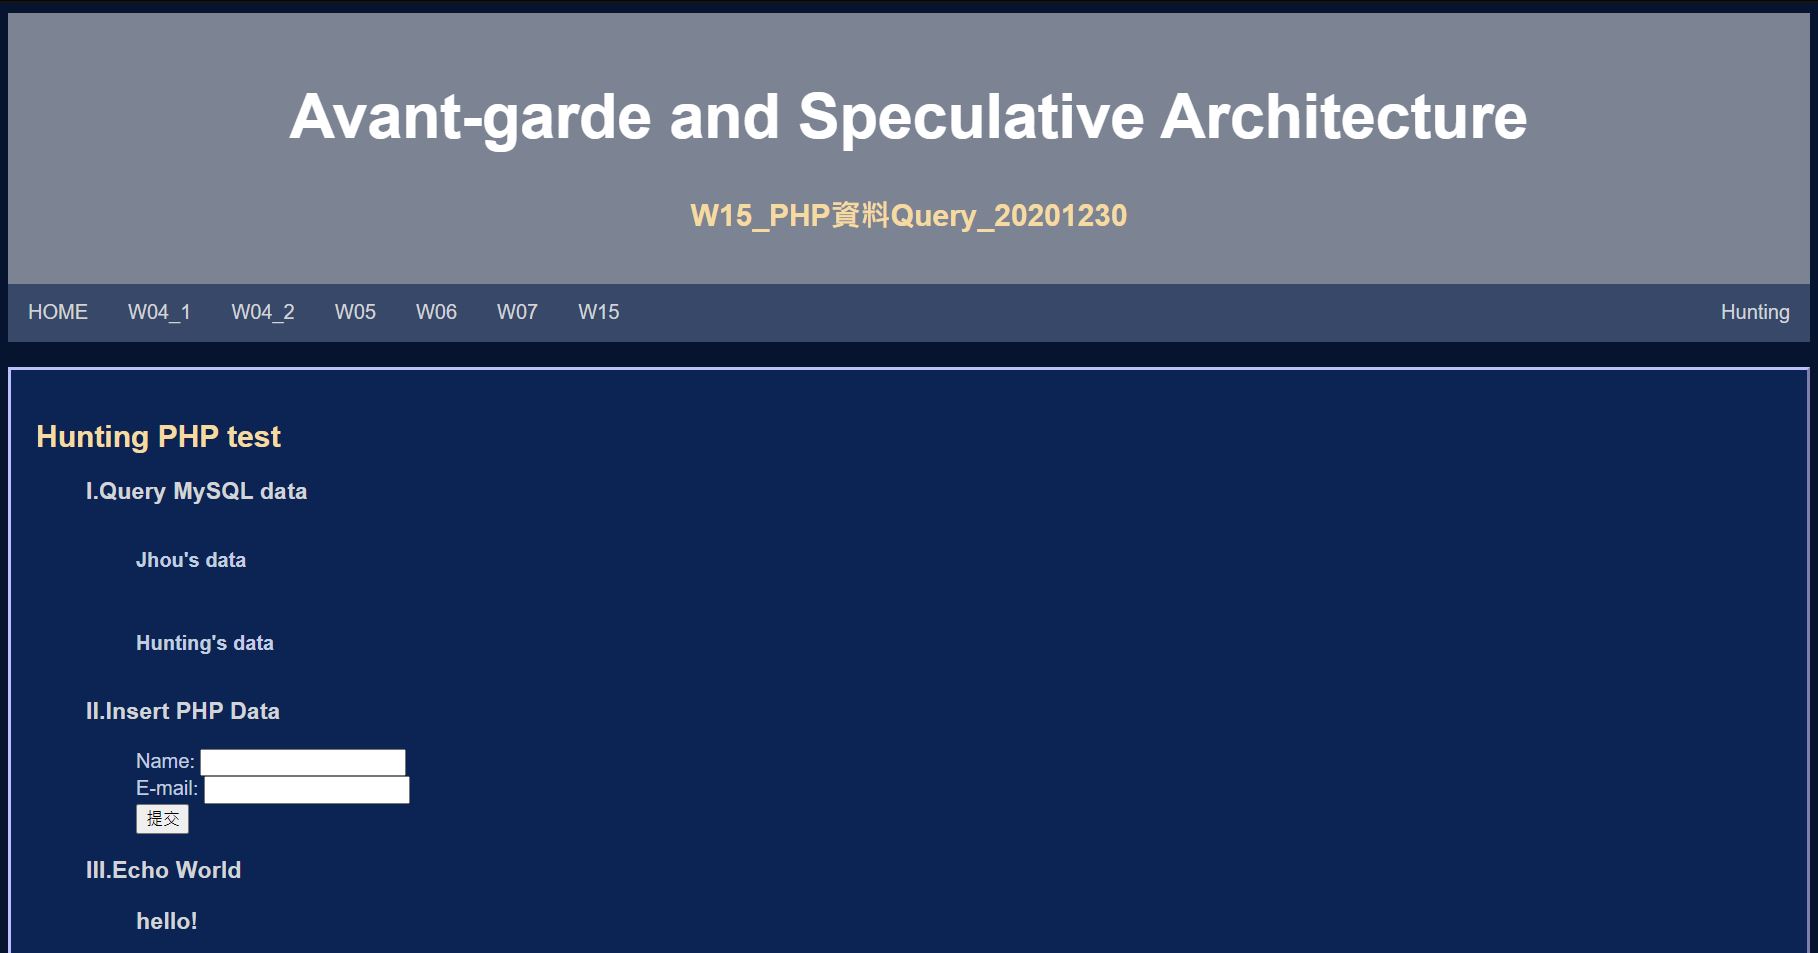 Avant-garde and Speculative Architecture
W15_PHP資料Query_20201230
HOME W04_1 W04_2 W05 W06 W07 W15 Hunting
Hunting PHP test
I.Query MySQL data
Jhou's data
Hunting's data
II.Insert PHP Data
Name:
E-mail:
提交
III.Echo World
hello!